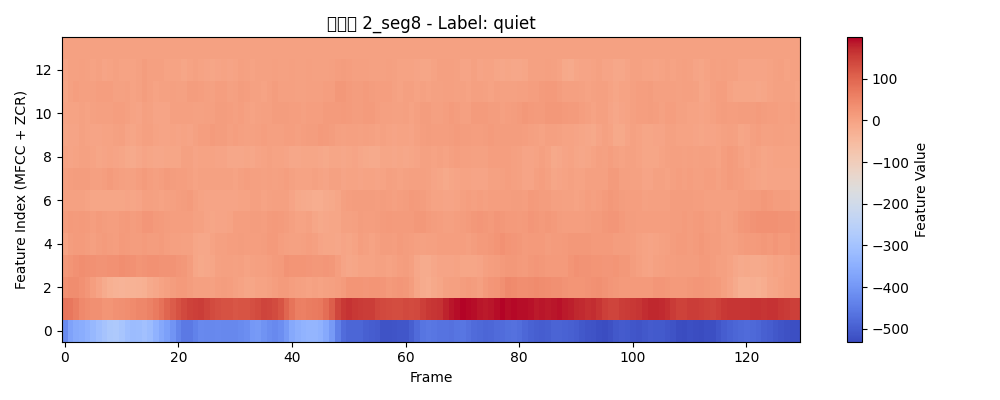 2_seg8 - Label: quiet
Feature Index (MFCC + ZCR)
12
10
8
6
4
2
0
0 20 40 60 80 100 120
Frame
100
0
−100
−200
−300
−400
−500
Feature Value